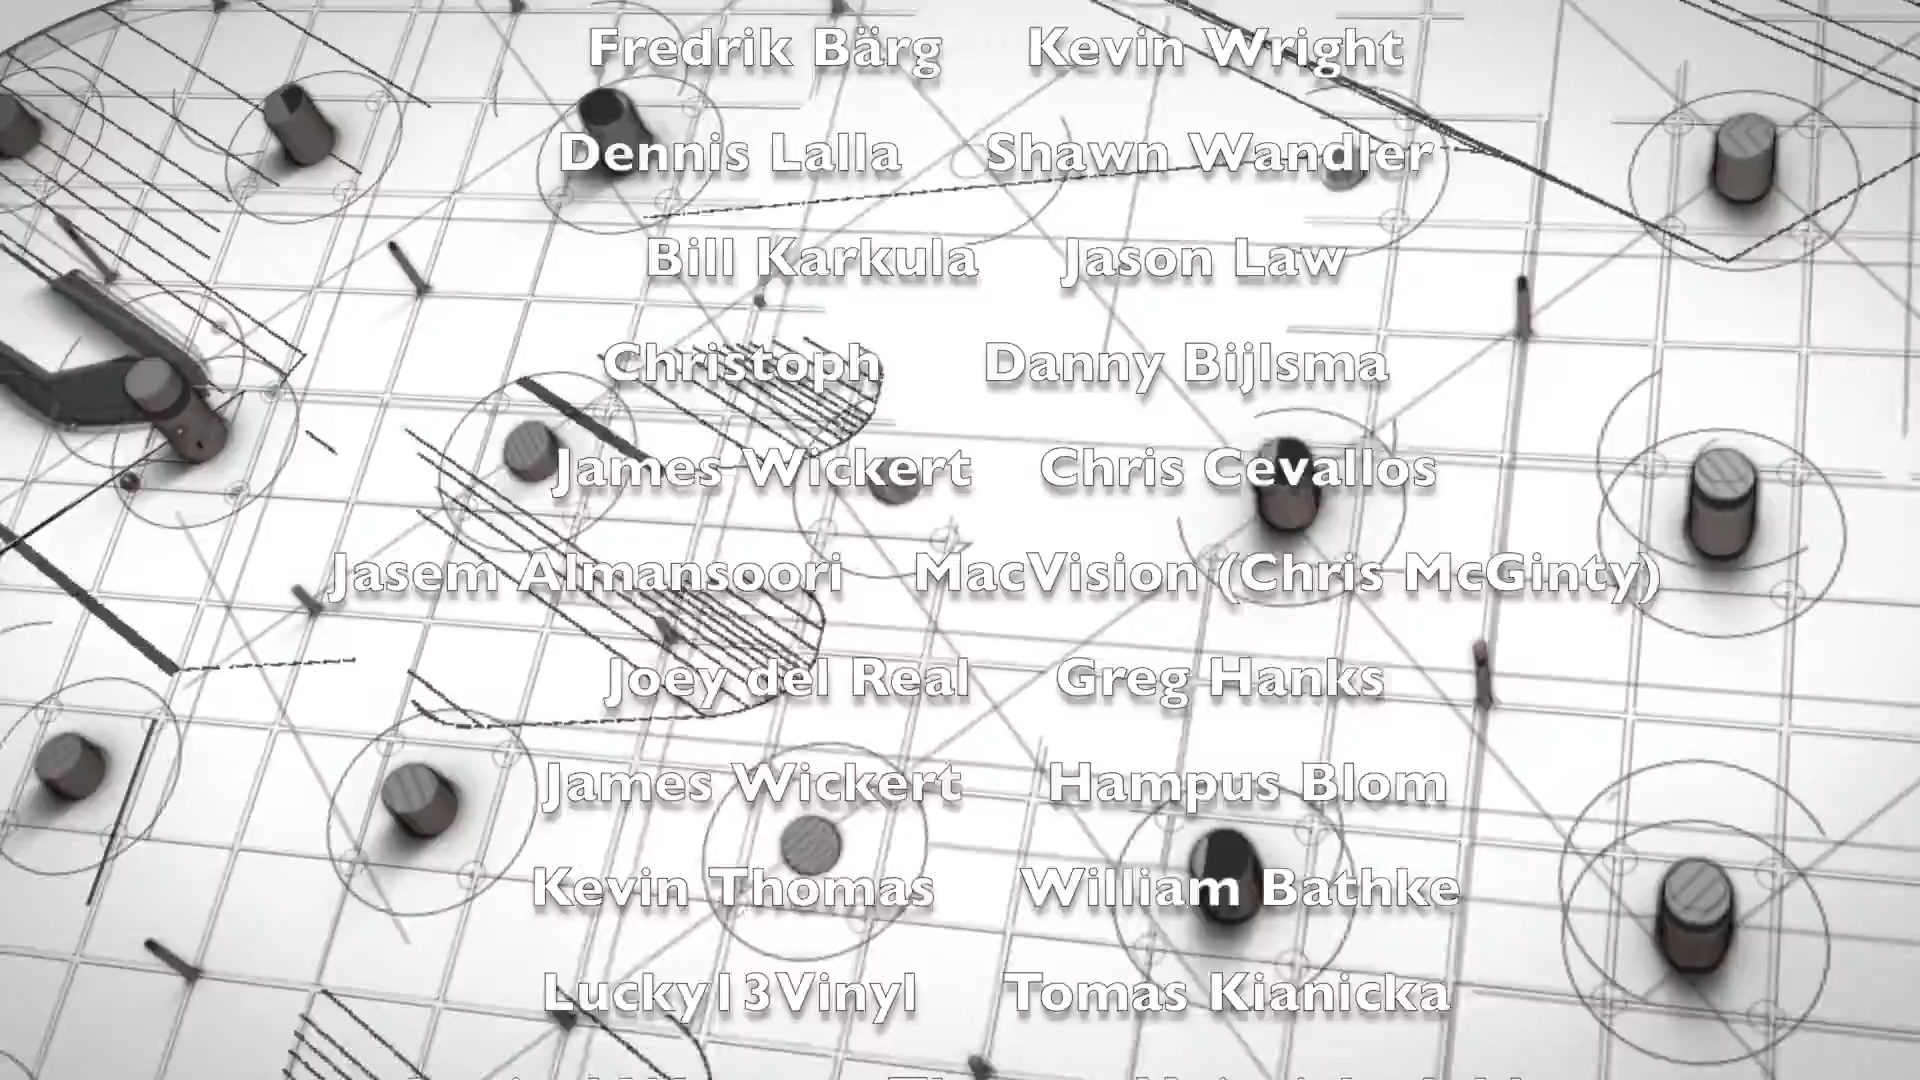 Fredrik Bärg Kevin Wright
Dennis Lalla Shawn Wandler
Bill Karkula Jason Law
Christoph Danny Bijlsma
James Wickert Chris Cevallos
Jasem Almansoori MacVision (Chris McGinty)
Joey del Real Greg Hanks
James Wickert Hampus Blom
Kevin Thomas William Bathke
Lucky13Vinyl Tomas Kianicka